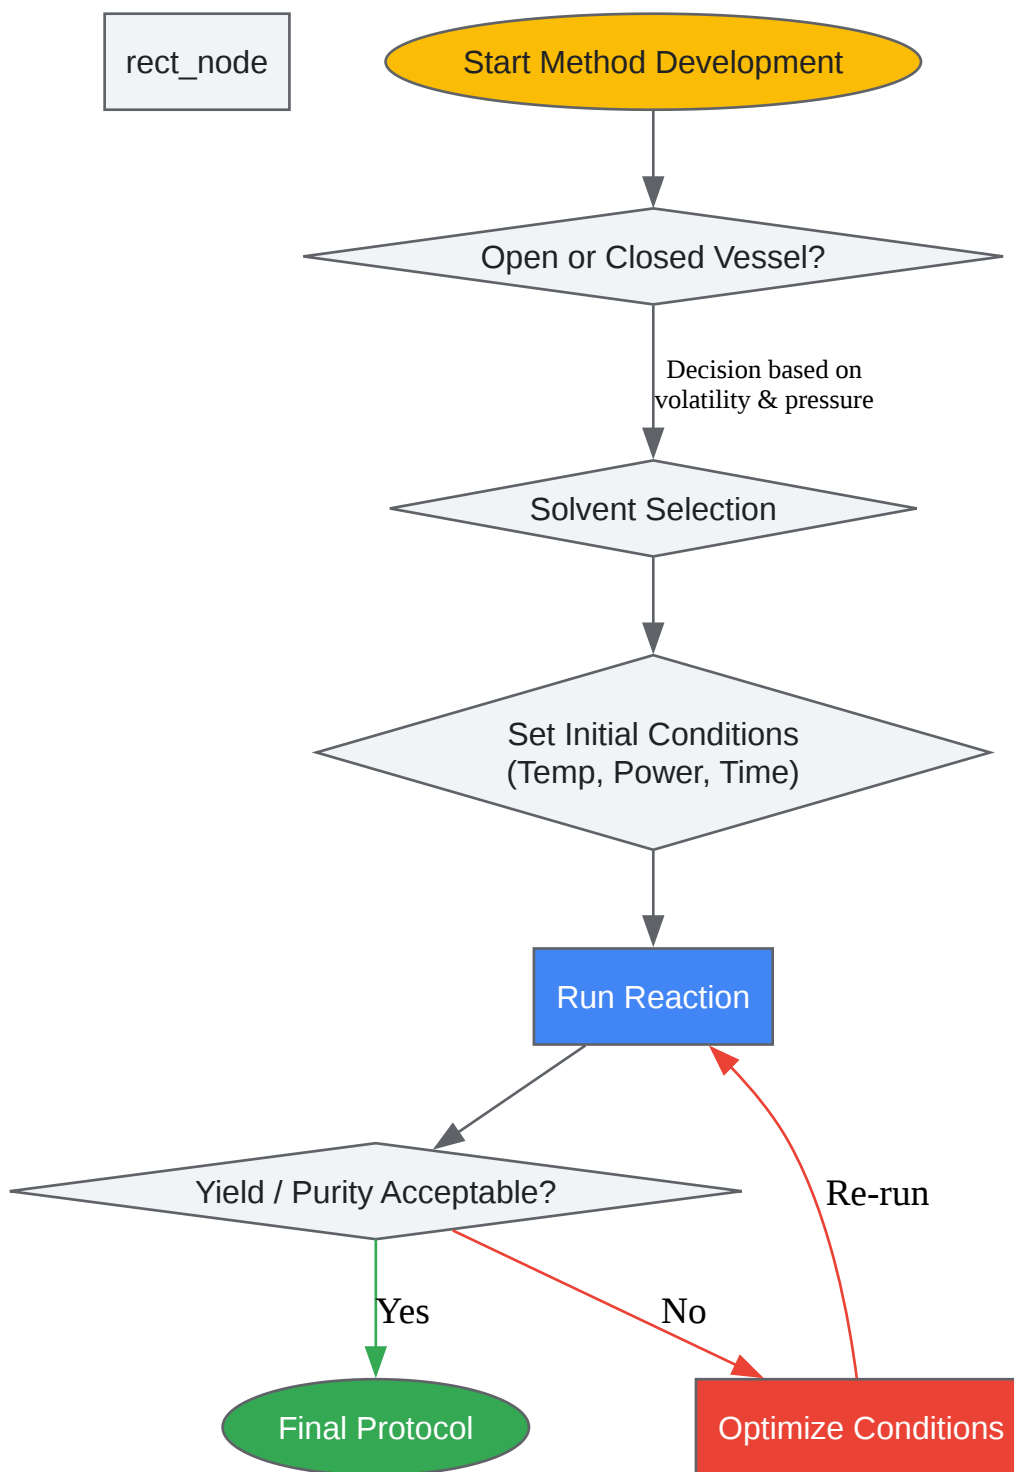 rect_node
Start Method Development
Open or Closed Vessel?
Decision based on
volatility & pressure
Solvent Selection
Set Initial Conditions
(Temp, Power, Time)
Run Reaction
Yield / Purity Acceptable?
Re-run
Yes
No
Final Protocol
Optimize Conditions